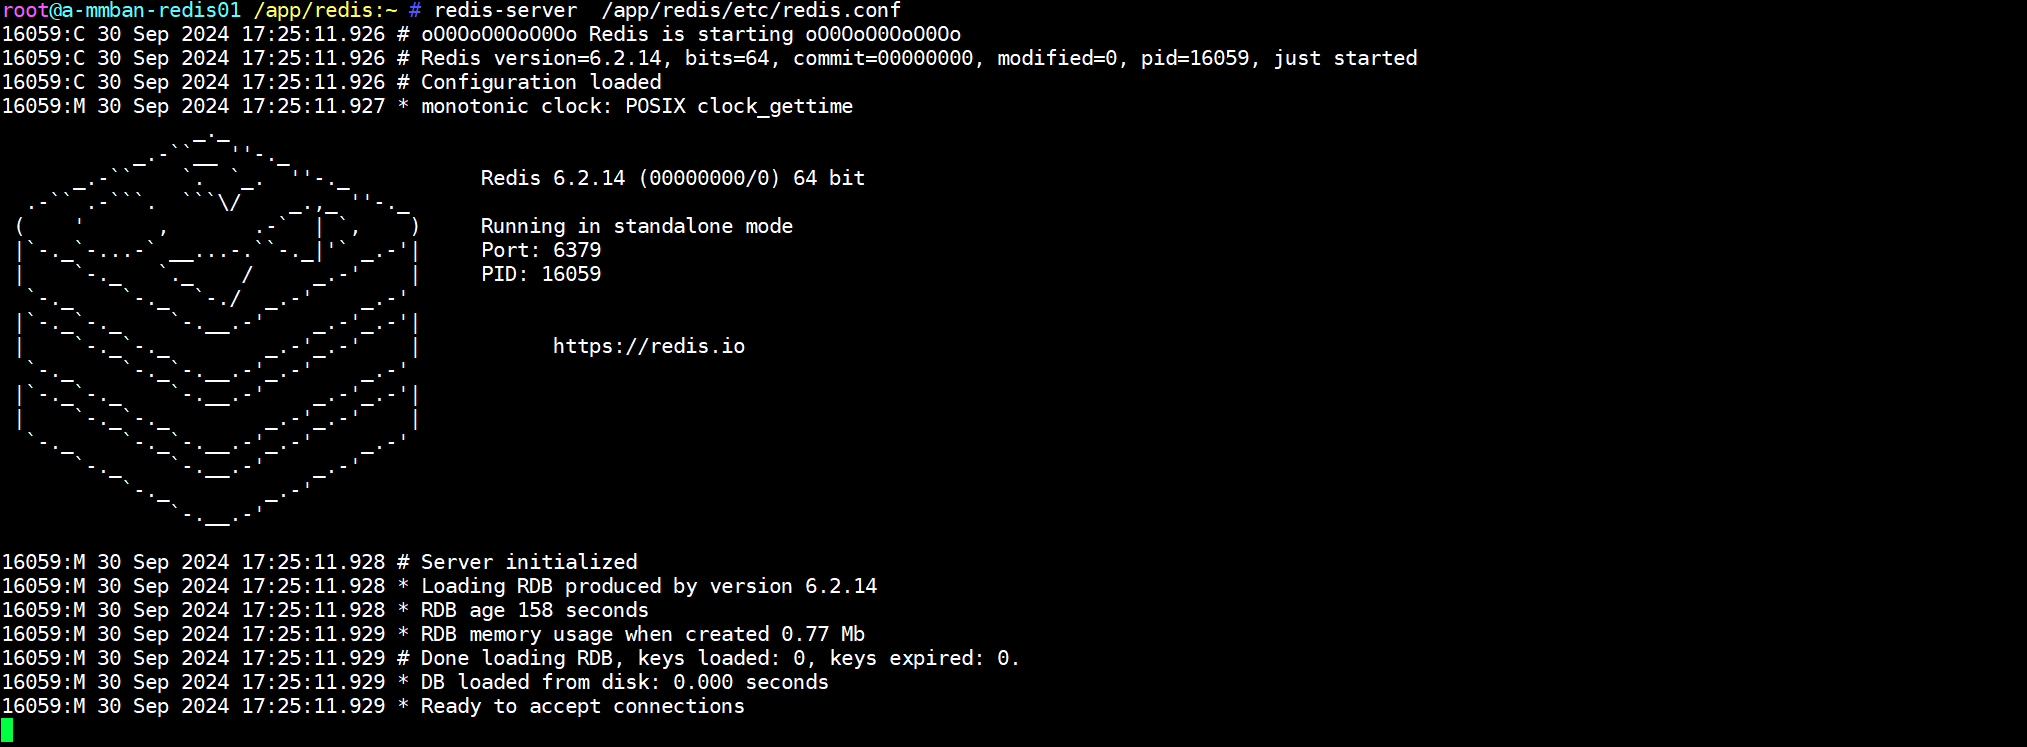 root@a-mmban-redis01 /app/redis:~ # redis-server  /app/redis/etc/redis.conf
16059:C 30 Sep 2024 17:25:11.926 # oO0OoO0OoO0Oo Redis is starting oO0OoO0OoO0Oo
16059:C 30 Sep 2024 17:25:11.926 # Redis version=6.2.14, bits=64, commit=00000000, modified=0, pid=16059, just started
16059:C 30 Sep 2024 17:25:11.926 # Configuration loaded
16059:M 30 Sep 2024 17:25:11.927 * monotonic clock: POSIX clock_gettime
Redis 6.2.14 (00000000/0) 64 bit
Running in standalone mode
Port: 6379
PID: 16059
https://redis.io
16059:M 30 Sep 2024 17:25:11.928 # Server initialized
16059:M 30 Sep 2024 17:25:11.928 * Loading RDB produced by version 6.2.14
16059:M 30 Sep 2024 17:25:11.928 * RDB age 158 seconds
16059:M 30 Sep 2024 17:25:11.929 * RDB memory usage when created 0.77 Mb
16059:M 30 Sep 2024 17:25:11.929 # Done loading RDB, keys loaded: 0, keys expired: 0.
16059:M 30 Sep 2024 17:25:11.929 * DB loaded from disk: 0.000 seconds
16059:M 30 Sep 2024 17:25:11.929 * Ready to accept connections